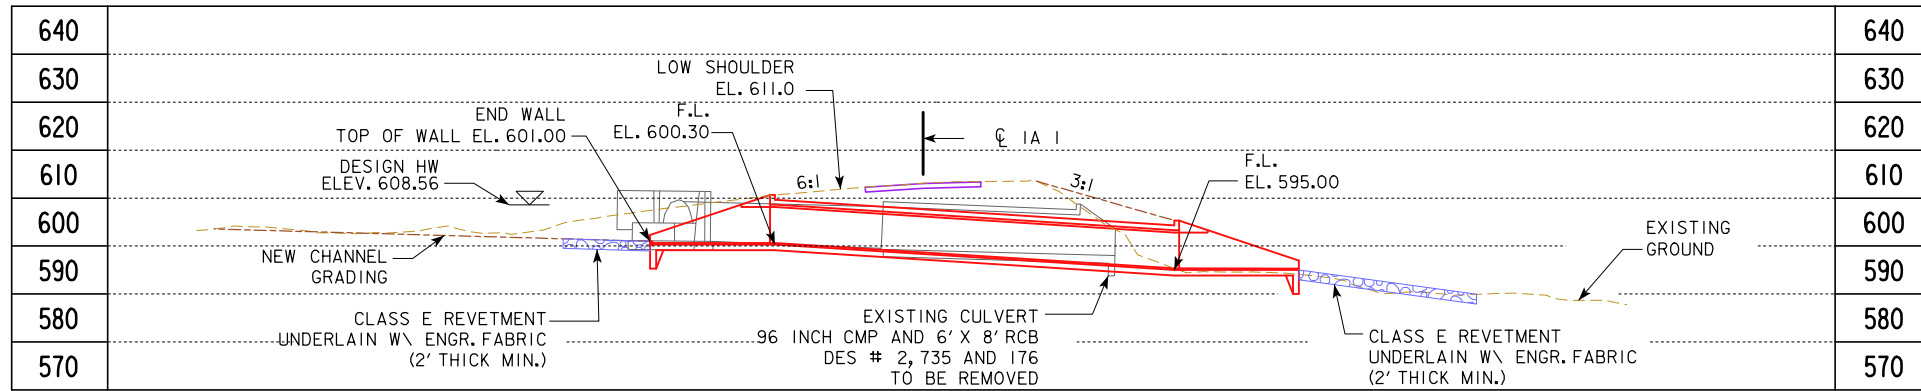 640
640
630
630
620
620
610
610
600
600
590
590
580
580
570
570
LOW SHOULDER
EL. 611.0
END WALL
TOP OF WALL EL. 601.00
F.L.
EL. 600.30
DESIGN HW
ELEV. 608.56
6:1
℄ IA 1
3:1
F.L.
EL. 595.00
EXISTING
GROUND
NEW CHANNEL
GRADING
CLASS E REVETMENT
UNDERLAIN W\ ENGR. FABRIC
(2' THICK MIN.)
EXISTING CULVERT
96 INCH CMP AND 6' X 8' RCB
DES # 2,735 AND 176
TO BE REMOVED
CLASS E REVETMENT
UNDERLAIN W\ ENGR. FABRIC
(2' THICK MIN.)